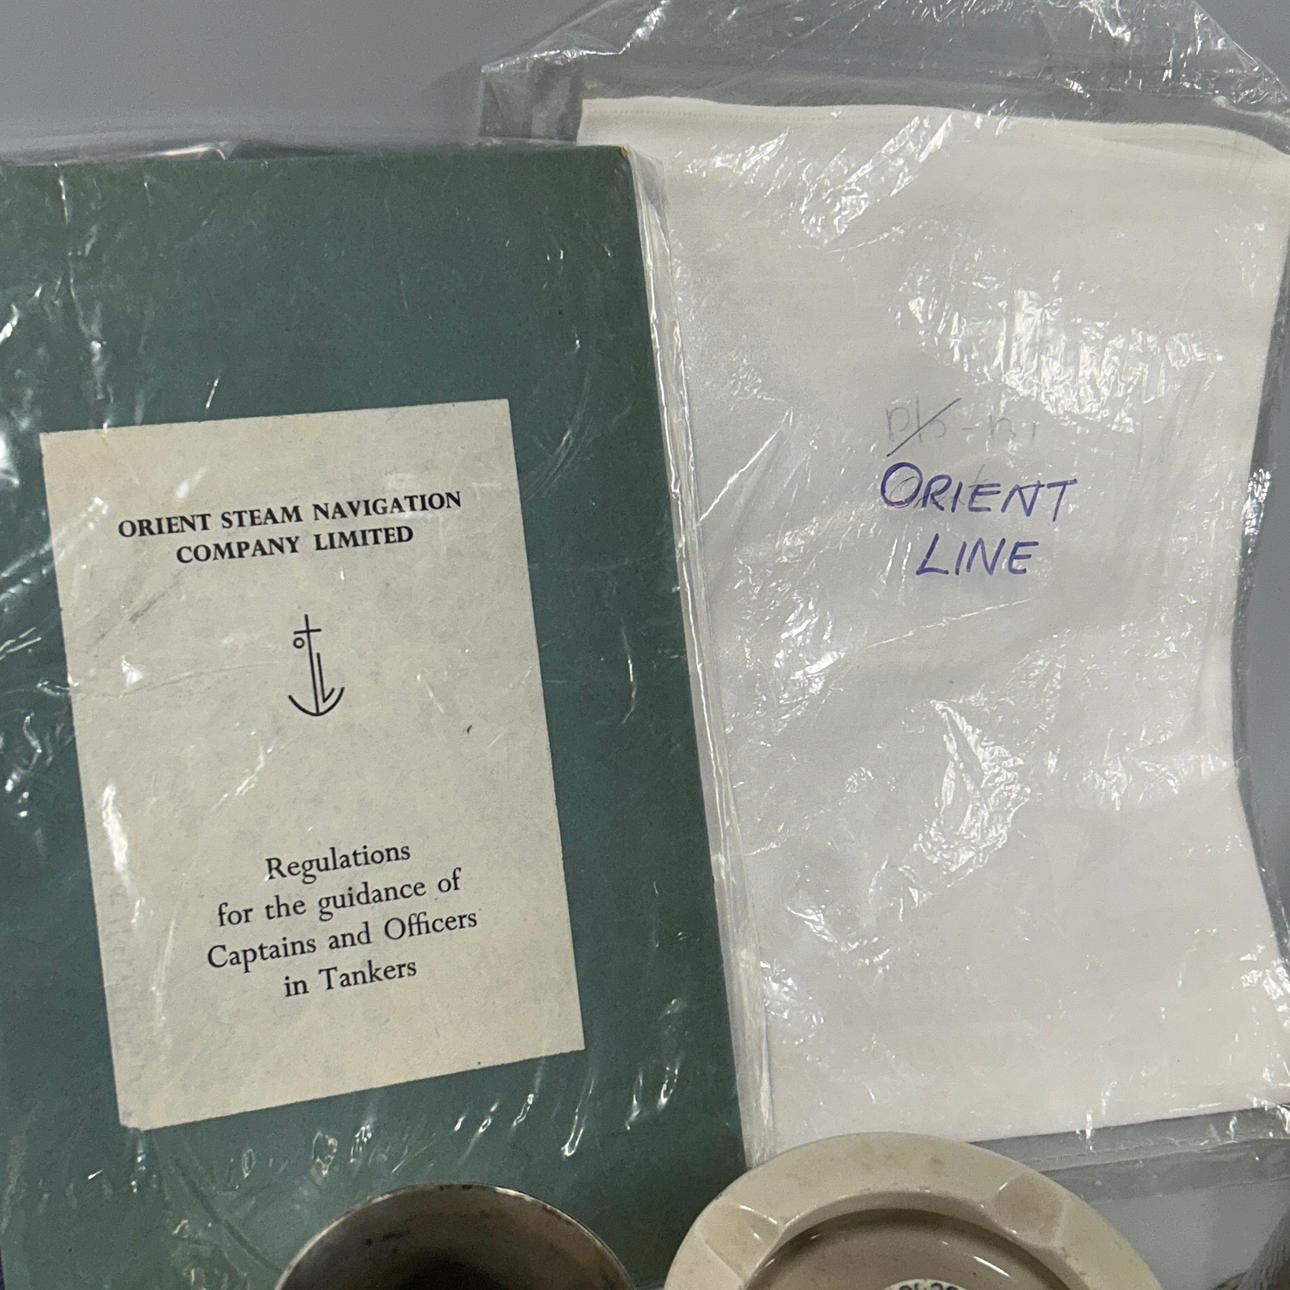 ORIENT STEAM NAVIGATION
COMPANY LIMITED
Regulations
for the guidance of
Captains and Officers
in Tankers
ORIENT
LINE